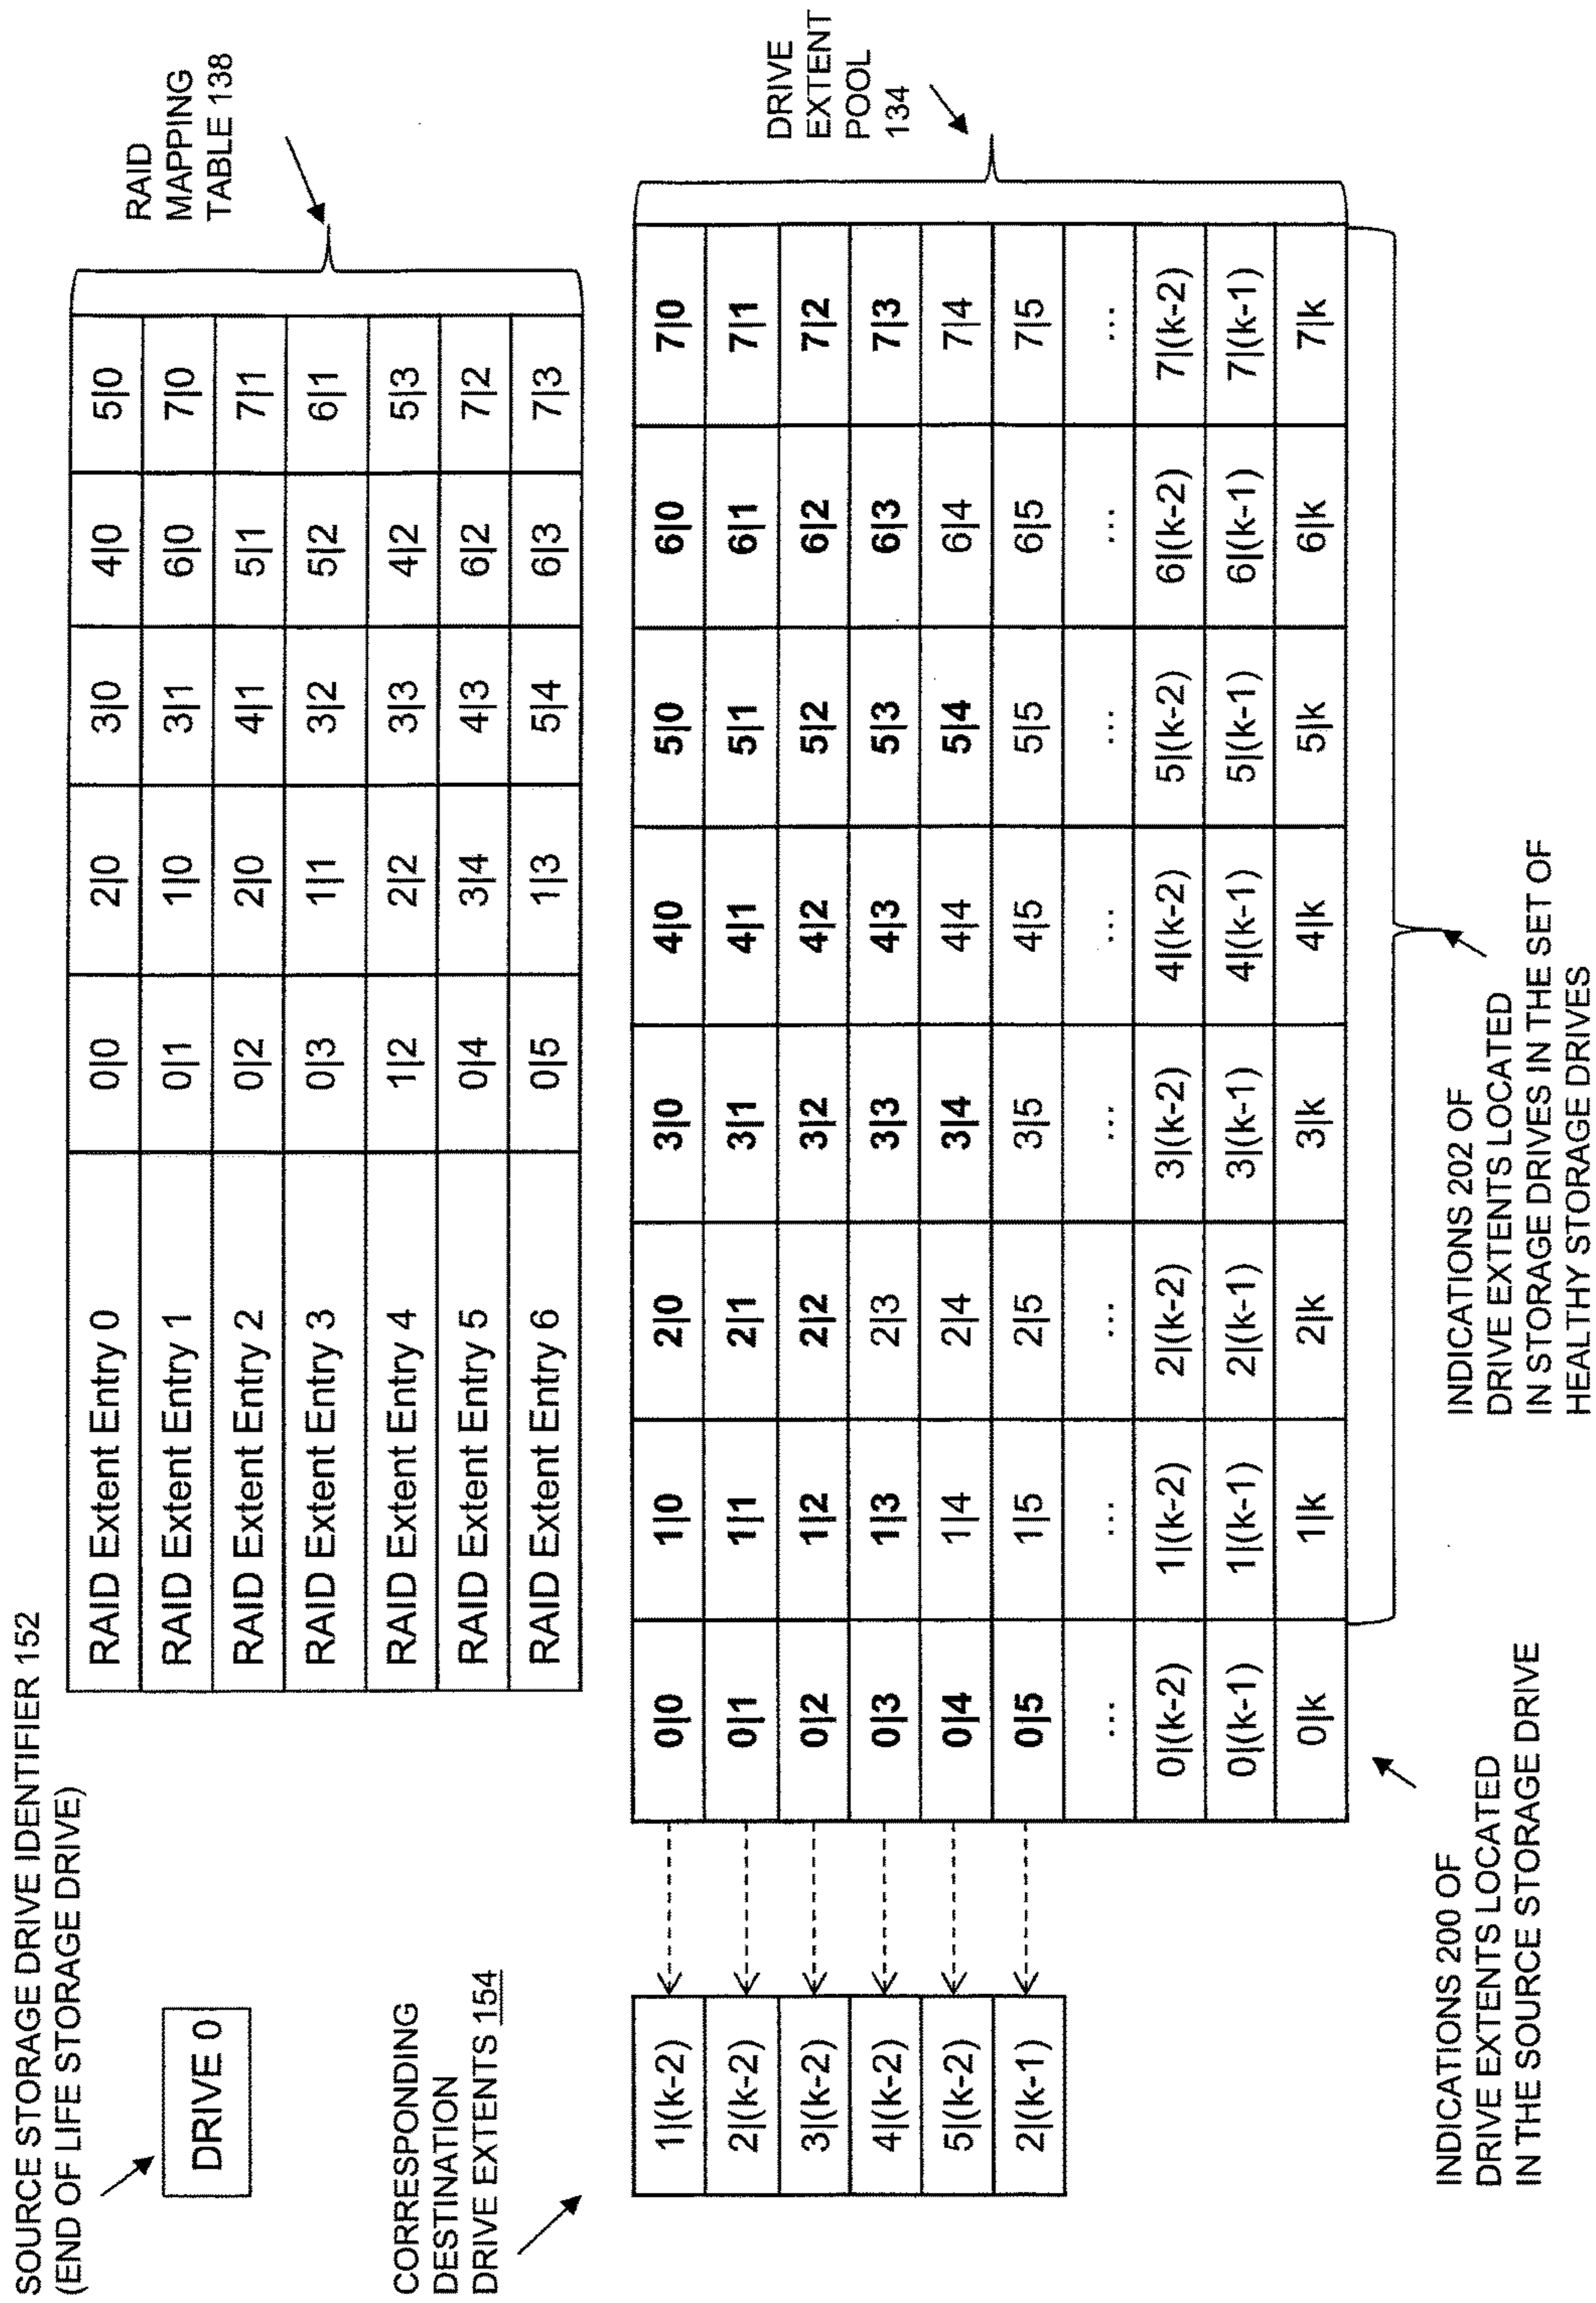 SOURCE STORAGE DRIVE IDENTIFIER 152
(END OF LIFE STORAGE DRIVE)
DRIVE 0
RAID
MAPPING
TABLE 138
RAID Extent Entry 0 0|0 2|0 3|0 4|0 5|0
RAID Extent Entry 1 0|1 1|0 3|1 6|0 7|0
RAID Extent Entry 2 0|2 2|0 4|1 5|1 7|1
RAID Extent Entry 3 0|3 1|1 3|2 5|2 6|1
RAID Extent Entry 4 1|2 2|2 3|3 4|2 5|3
RAID Extent Entry 5 0|4 3|4 4|3 6|2 7|2
RAID Extent Entry 6 0|5 1|3 5|4 6|3 7|3
CORRESPONDING
DESTINATION
DRIVE EXTENTS 154
DRIVE
EXTENT
POOL
134
1|(k-2) 0|0 1|0 2|0 3|0 4|0 5|0 6|0 7|0
2|(k-2) 0|1 1|1 2|1 3|1 4|1 5|1 6|1 7|1
3|(k-2) 0|2 1|2 2|2 3|2 4|2 5|2 6|2 7|2
4|(k-2) 0|3 1|3 2|3 3|3 4|3 5|3 6|3 7|3
5|(k-2) 0|4 1|4 2|4 3|4 4|4 5|4 6|4 7|4
2|(k-1) 0|5 1|5 2|5 3|5 4|5 5|5 6|5 7|5
... ... ... ... ... ... ... ...
0|(k-2) 1|(k-2) 2|(k-2) 3|(k-2) 4|(k-2) 5|(k-2) 6|(k-2) 7|(k-2)
0|(k-1) 1|(k-1) 2|(k-1) 3|(k-1) 4|(k-1) 5|(k-1) 6|(k-1) 7|(k-1)
0|k 1|k 2|k 3|k 4|k 5|k 6|k 7|k
INDICATIONS 200 OF
DRIVE EXTENTS LOCATED
IN THE SOURCE STORAGE DRIVE
INDICATIONS 202 OF
DRIVE EXTENTS LOCATED
IN STORAGE DRIVES IN THE SET OF
HEALTHY STORAGE DRIVES